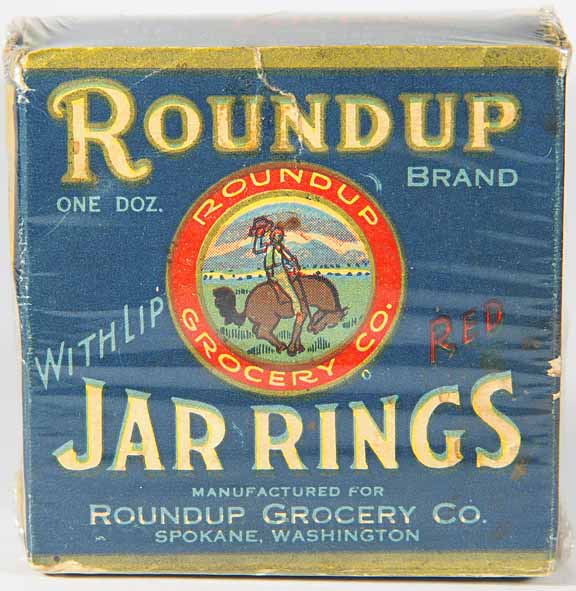 ROUNDUP
BRAND
ONE DOZ.
ROUNDUP
GROCERY CO.
WITH LIP
RED
JAR RINGS
MANUFACTURED FOR
ROUNDUP GROCERY CO.
SPOKANE, WASHINGTON